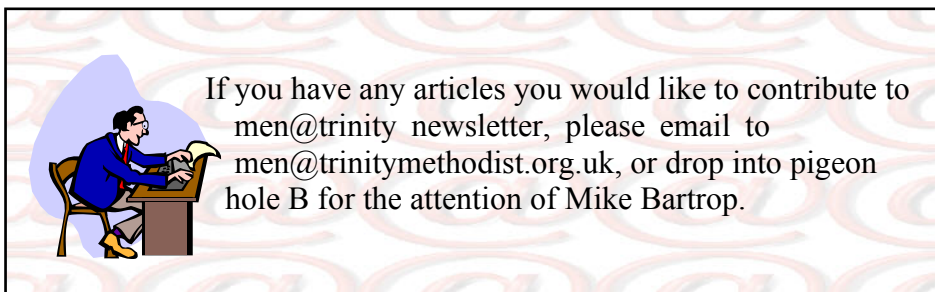 If you have any articles you would like to contribute to
men@trinity newsletter, please email to
men@trinitymethodist.org.uk, or drop into pigeon
hole B for the attention of Mike Bartrop.